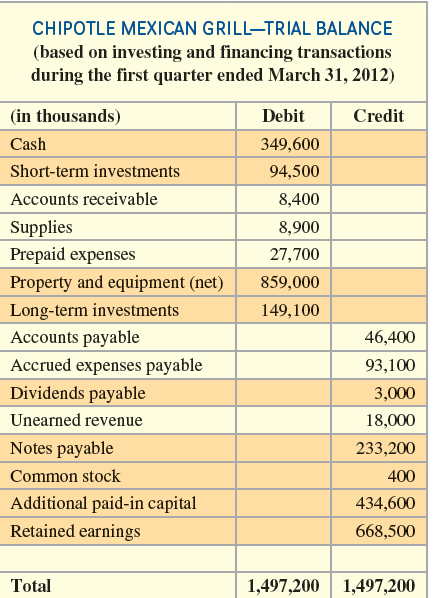 CHIPOTLE MEXICAN GRILL—TRIAL BALANCE
(based on investing and financing transactions
during the first quarter ended March 31, 2012)
(in thousands) Debit Credit
Cash 349,600
Short-term investments 94,500
Accounts receivable 8,400
Supplies 8,900
Prepaid expenses 27,700
Property and equipment (net) 859,000
Long-term investments 149,100
Accounts payable 46,400
Accrued expenses payable 93,100
Dividends payable 3,000
Unearned revenue 18,000
Notes payable 233,200
Common stock 400
Additional paid-in capital 434,600
Retained earnings 668,500
Total 1,497,200 1,497,200